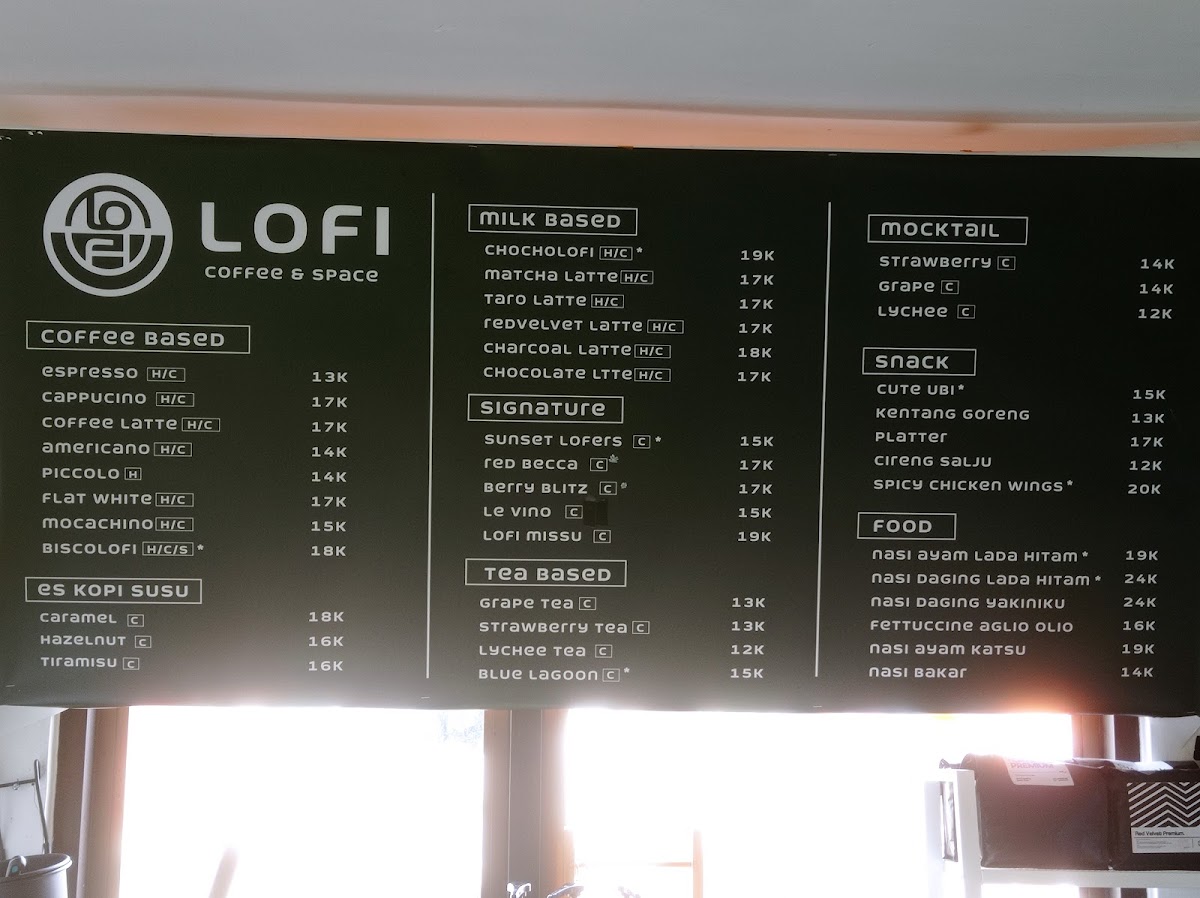 LOFI
COFFEE & SPACE
COFFEE BASED
ESPRESSO H/C 13K
CAPPUCINO H/C 17K
COFFEE LATTE H/C 17K
AMERICANO H/C 14K
PICCOLO H 14K
FLAT WHITE H/C 17K
MOCACHINO H/C 15K
BISCOLOFI H/C/S * 18K
ES KOPI SUSU
CARAMEL C 18K
HAZELNUT C 16K
TIRAMISU C 16K
MILK BASED
CHOCHOLOFI H/C * 19K
MATCHA LATTE H/C 17K
TARO LATTE H/C 17K
REDVELVET LATTE H/C 17K
CHARCOAL LATTE H/C 18K
CHOCOLATE LTTE H/C 17K
SIGNATURE
SUNSET LOFERS C * 15K
RED BECCA C * 17K
BERRY BLITZ C * 17K
LE VINO C 15K
LOFI MISSU C 19K
TEA BASED
GRAPE TEA C 13K
STRAWBERRY TEA C 13K
LYCHEE TEA C 12K
BLUE LAGOON C * 15K
MOCKTAIL
STRAWBERRY C 14K
GRAPE C 14K
LYCHEE C 12K
SNACK
CUTE UBI * 15K
KENTANG GORENG 13K
PLATTER 17K
CIRENG SALJU 12K
SPICY CHICKEN WINGS * 20K
FOOD
NASI AYAM LADA HITAM * 19K
NASI DAGING LADA HITAM * 24K
NASI DAGING YAKINIKU 24K
FETTUCCINE AGLIO OLIO 16K
NASI AYAM KATSU 19K
NASI BAKAR 14K
PREMIUM
Red Velvet Premium.